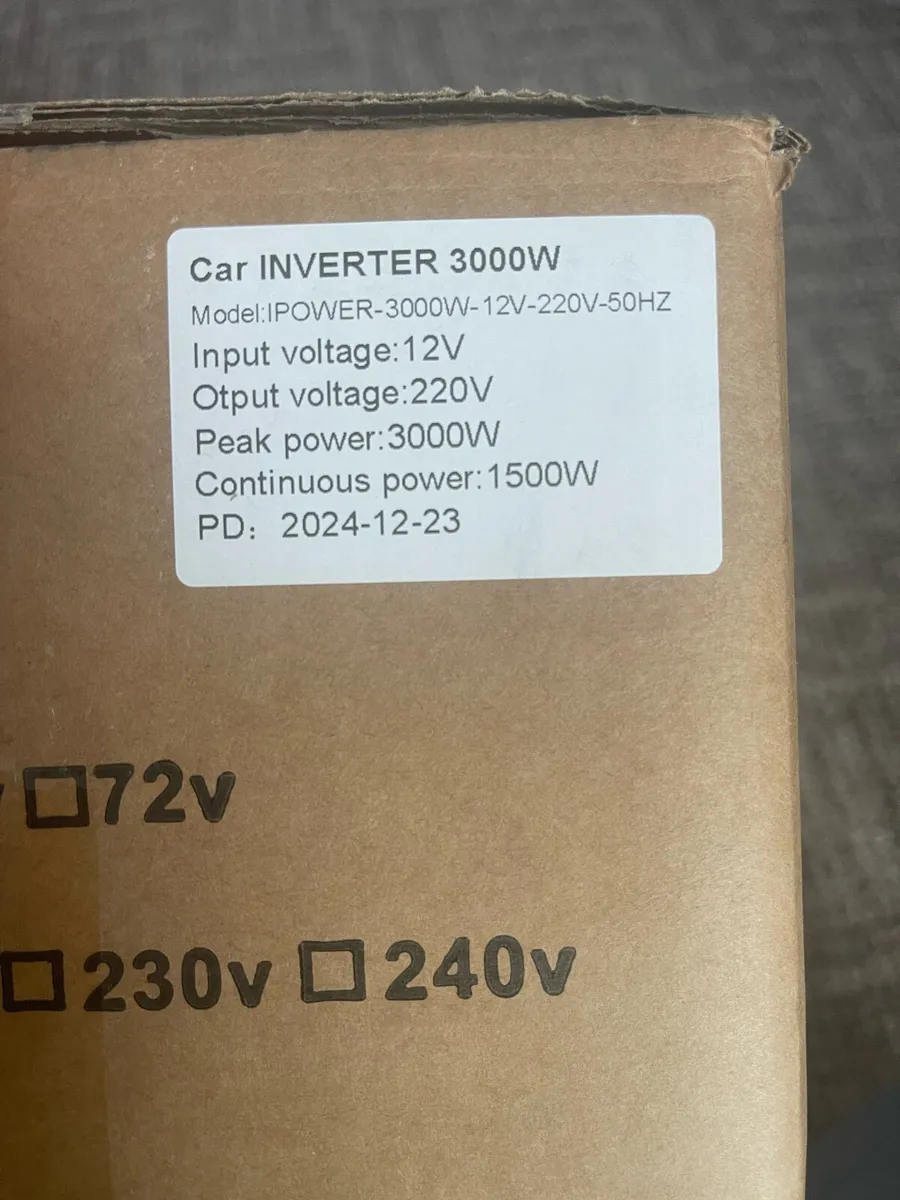 Car INVERTER 3000W
Model:IPOWER-3000W-12V-220V-50HZ
Input voltage:12V
Otput voltage:220V
Peak power:3000W
Continuous power:1500W
PD: 2024-12-23
□72v
□230v □240v